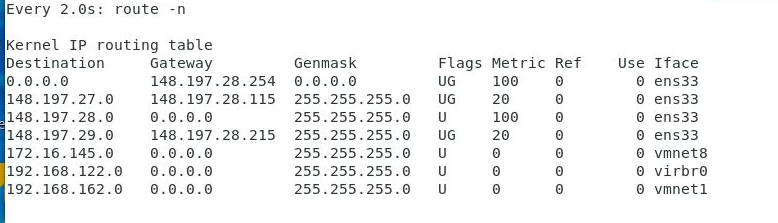 Every 2.0s: route -n
Kernel IP routing table
Destination Gateway Genmask Flags Metric Ref Use Iface
0.0.0.0 148.197.28.254 0.0.0.0 UG 100 0 0 ens33
148.197.27.0 148.197.28.115 255.255.255.0 UG 20 0 0 ens33
148.197.28.0 0.0.0.0 255.255.255.0 U 100 0 0 ens33
148.197.29.0 148.197.28.215 255.255.255.0 UG 20 0 0 ens33
172.16.145.0 0.0.0.0 255.255.255.0 U 0 0 0 vmnet8
192.168.122.0 0.0.0.0 255.255.255.0 U 0 0 0 virbr0
192.168.162.0 0.0.0.0 255.255.255.0 U 0 0 0 vmnet1